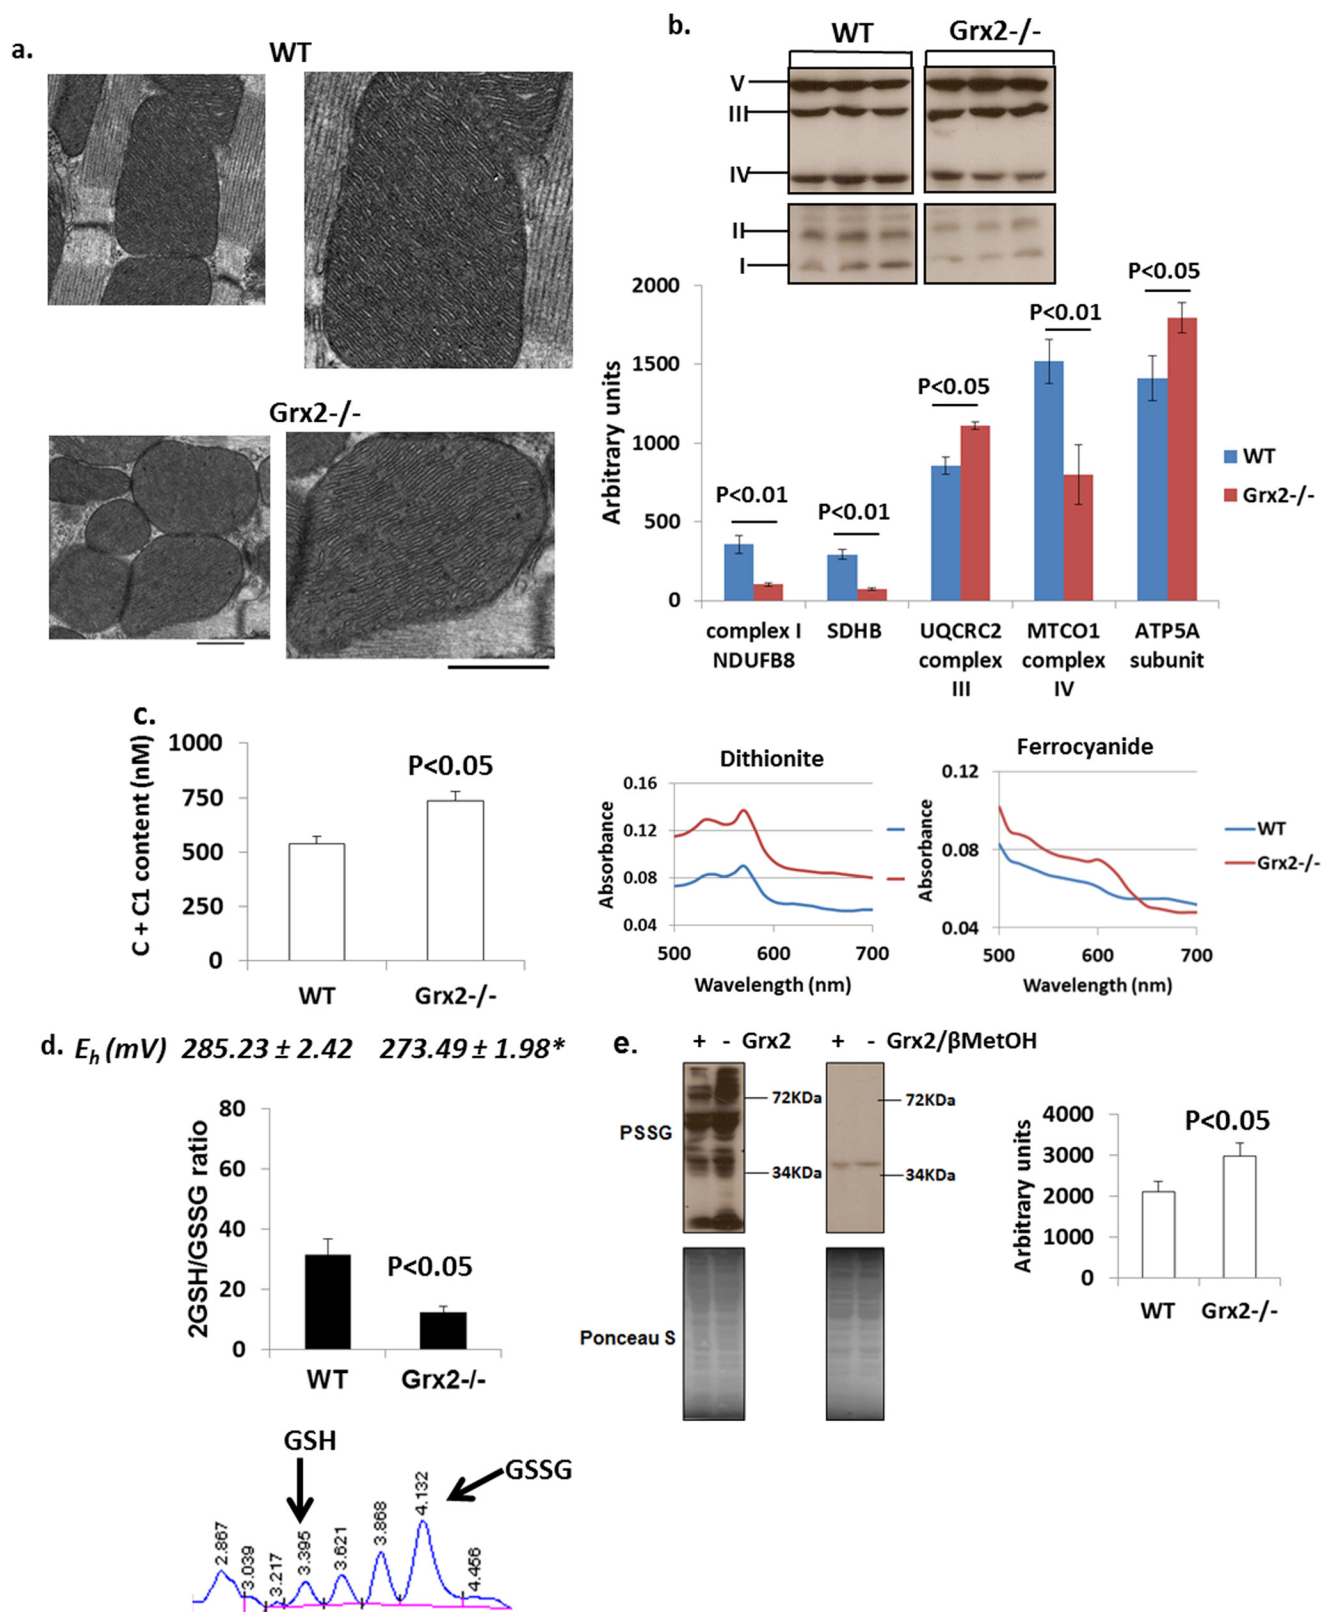 a.
WT
Grx2-/-
b.
WT Grx2-/-
V
III
IV
II
I
2000
1500
1000
500
0
Arbitrary units
P<0.01
P<0.01
P<0.05
P<0.01
P<0.05
WT
Grx2-/-
complex I SDHB UQCRC2 MTCO1 ATP5A
NDUFB8 complex complex subunit
III IV
c.
1000
750
500
250
0
C + C1 content (nM)
P<0.05
WT Grx2-/-
Dithionite
0.16
0.12
0.08
0.04
Absorbance
500 600 700
Wavelength (nm)
Ferrocyanide
0.12
0.08
0.04
Absorbance
500 600 700
Wavelength (nm)
WT
Grx2-/-
d. Eh (mV) 285.23 ± 2.42 273.49 ± 1.98*
80
60
40
20
0
2GSH/GSSG ratio
P<0.05
WT Grx2-/-
GSH
GSSG
2.867
3.039
3.217
3.395
3.621
3.868
4.132
4.456
e.
+ - Grx2 + - Grx2/βMetOH
PSSG
72KDa
34KDa
72KDa
34KDa
Ponceau S
4000
3000
2000
1000
0
Arbitrary units
P<0.05
WT Grx2-/-